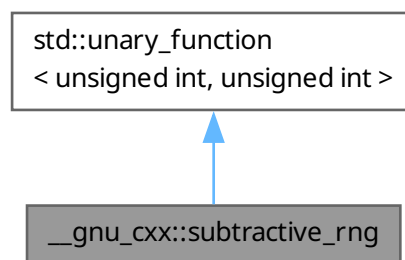 std::unary_function
< unsigned int, unsigned int >
__gnu_cxx::subtractive_rng